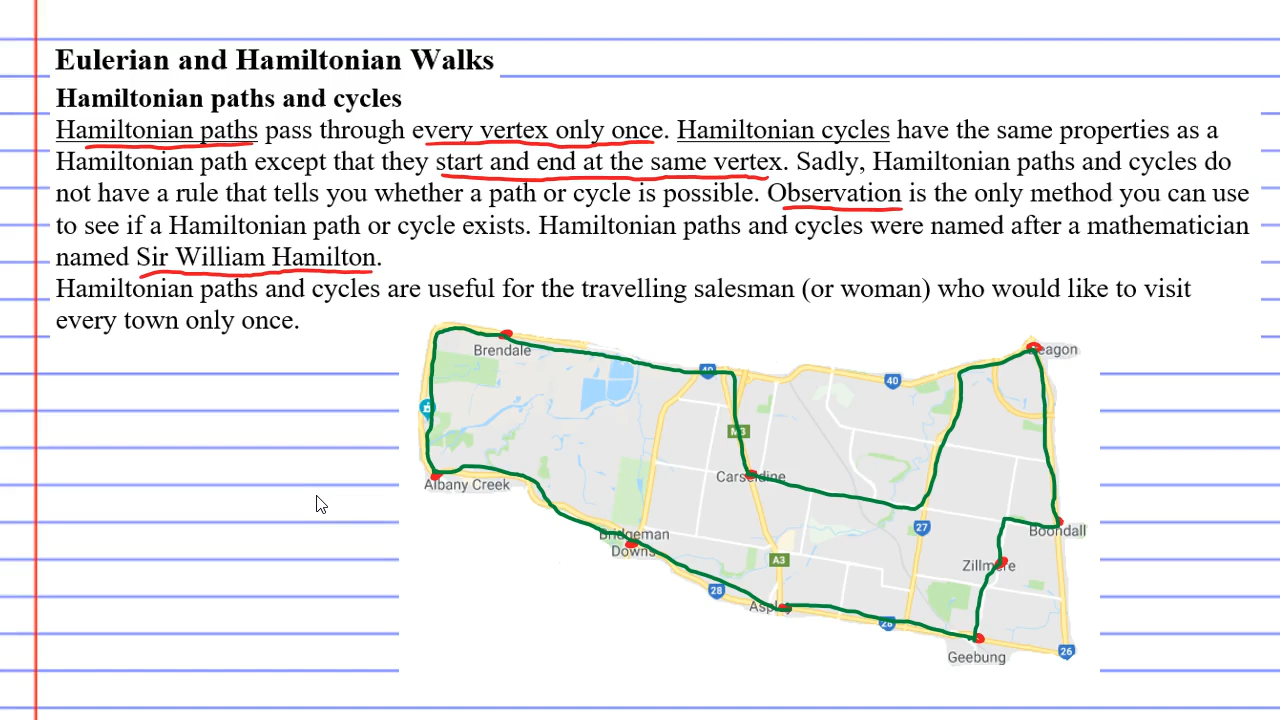 Eulerian and Hamiltonian Walks
Hamiltonian paths and cycles
Hamiltonian paths pass through every vertex only once. Hamiltonian cycles have the same properties as a
Hamiltonian path except that they start and end at the same vertex. Sadly, Hamiltonian paths and cycles do
not have a rule that tells you whether a path or cycle is possible. Observation is the only method you can use
to see if a Hamiltonian path or cycle exists. Hamiltonian paths and cycles were named after a mathematician
named Sir William Hamilton.
Hamiltonian paths and cycles are useful for the travelling salesman (or woman) who would like to visit
every town only once.
Brendale
eagon
40
40
M3
Carseldine
Albany Creek
27
Boondall
Bridgeman
Downs
A3
Zillmere
28
Aspley
28
Geebung
26